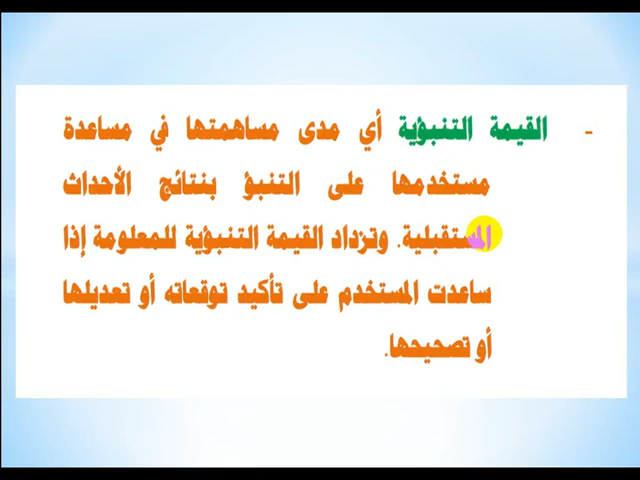 - القيمة التنبؤية أي مدى مساهمتها في مساعدة
مستخدمها على التنبؤ بنتائج الأحداث
المستقبلية. وتزداد القيمة التنبؤية للمعلومة إذا
ساعدت المستخدم على تأكيد توقعاته أو تعديلها
أو تصحيحها.